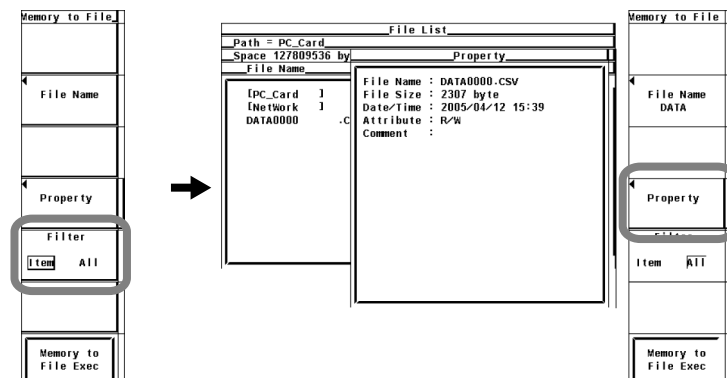 Memory to File
File Name
Property
Filter
Item All
Memory to
File Exec
File List
Path = PC_Card
Space 127809536 by
File Name
[PC_Card ]
[NetWork ]
DATA0000 .C
Property
File Name : DATA0000.CSV
File Size : 2307 byte
Date/Time : 2005/04/12 15:39
Attribute : R/W
Comment :
Memory to File
File Name
DATA
Property
Filter
Item All
Memory to
File Exec